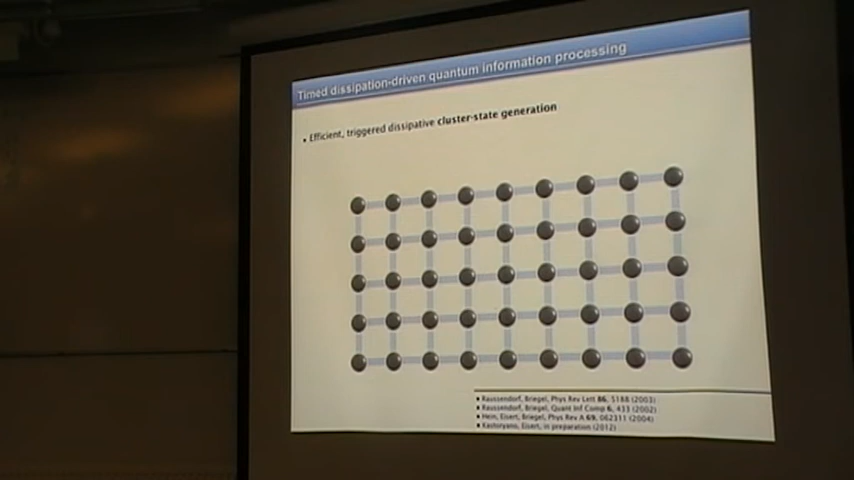 Timed dissipation-driven quantum information processing
• Efficient, triggered dissipative cluster-state generation
• Raussendorf, Briegel, Phys Rev Lett 86, 5188 (2003)
• Raussendorf, Briegel, Quant Inf Comp 6, 433 (2002)
• Hein, Eisert, Briegel, Phys Rev A 69, 062311 (2004)
• Kastoryano, Eisert, in preparation (2012)